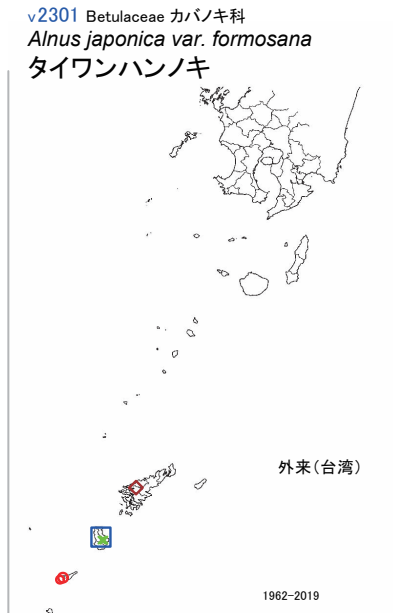 v2301 Betulaceae カバノキ科
Alnus japonica var. formosana
タイワンハンノキ
外来(台湾)
1962-2019